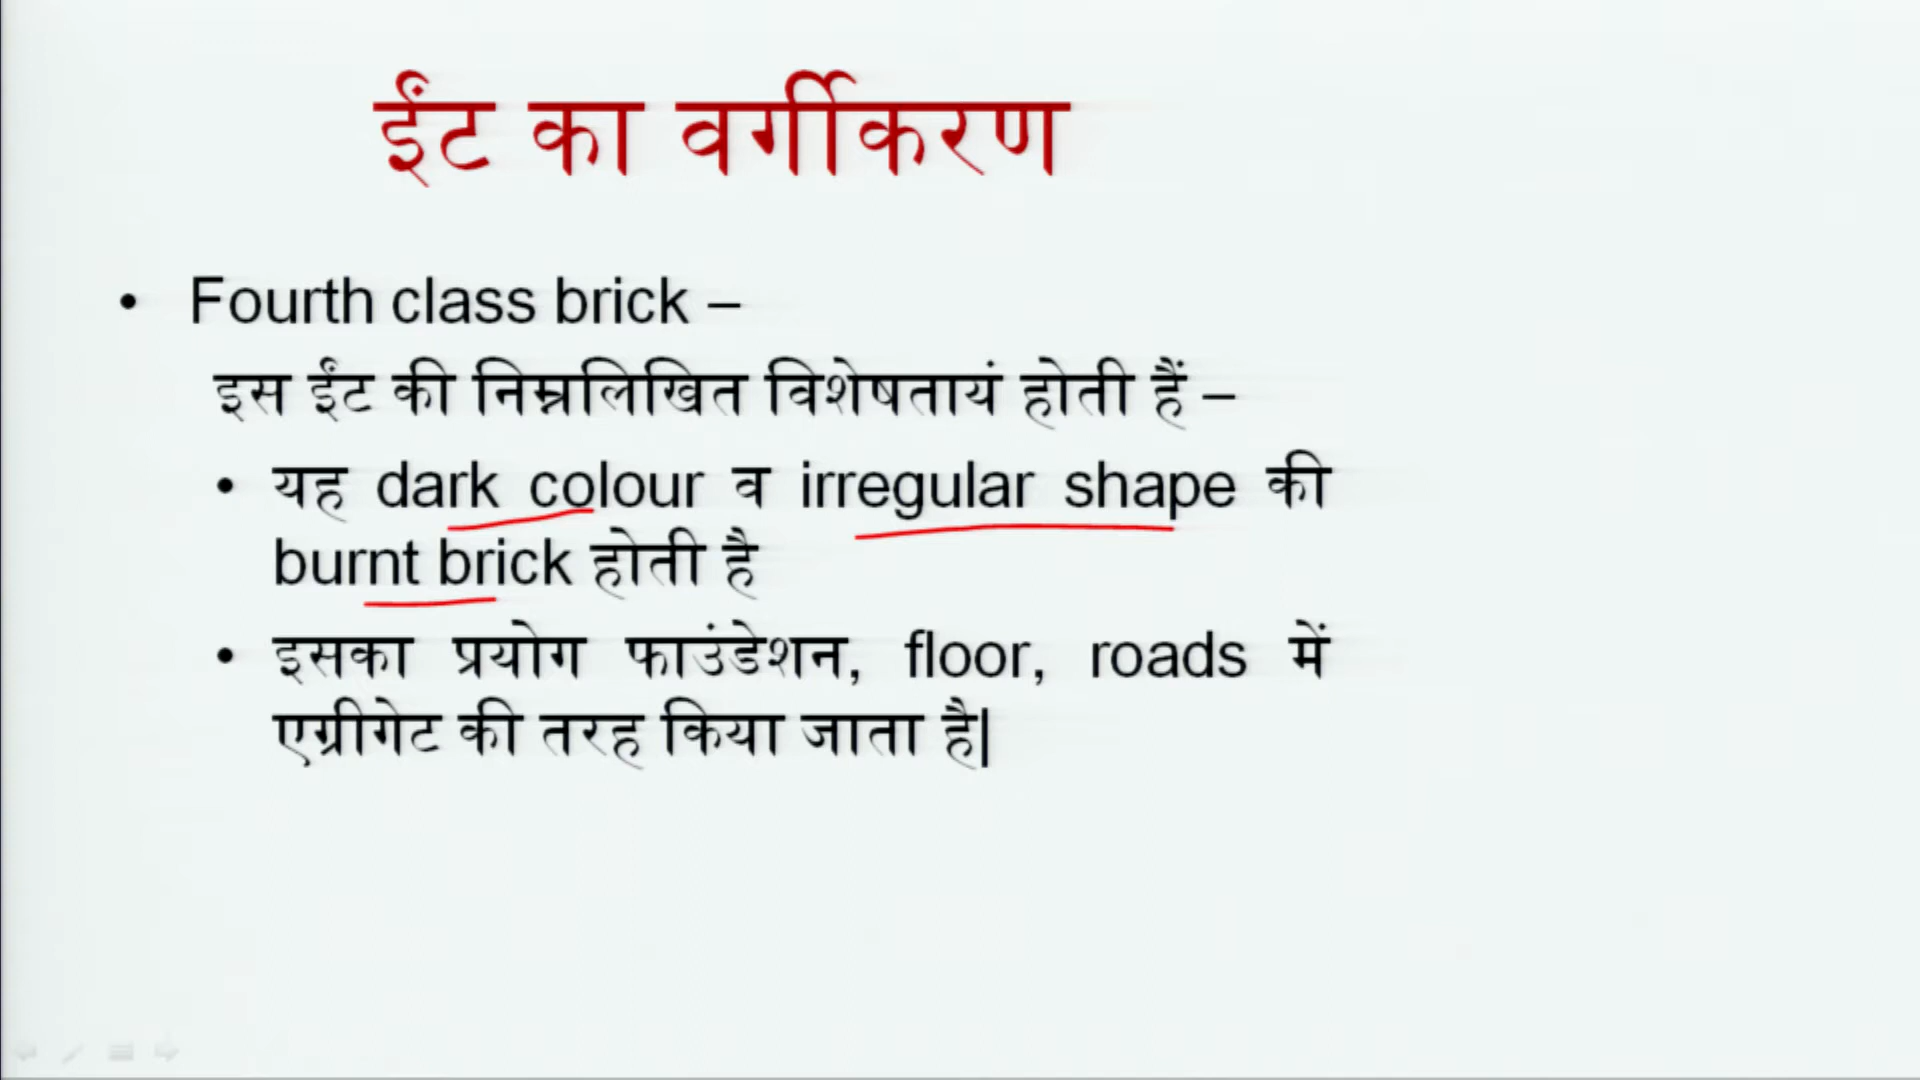 ईंट का वर्गीकरण
• Fourth class brick –
इस ईंट की निम्नलिखित विशेषतायं होती हैं –
• यह dark colour व irregular shape की
burnt brick होती है
• इसका प्रयोग फाउंडेशन, floor, roads में
एग्रीगेट की तरह किया जाता है|